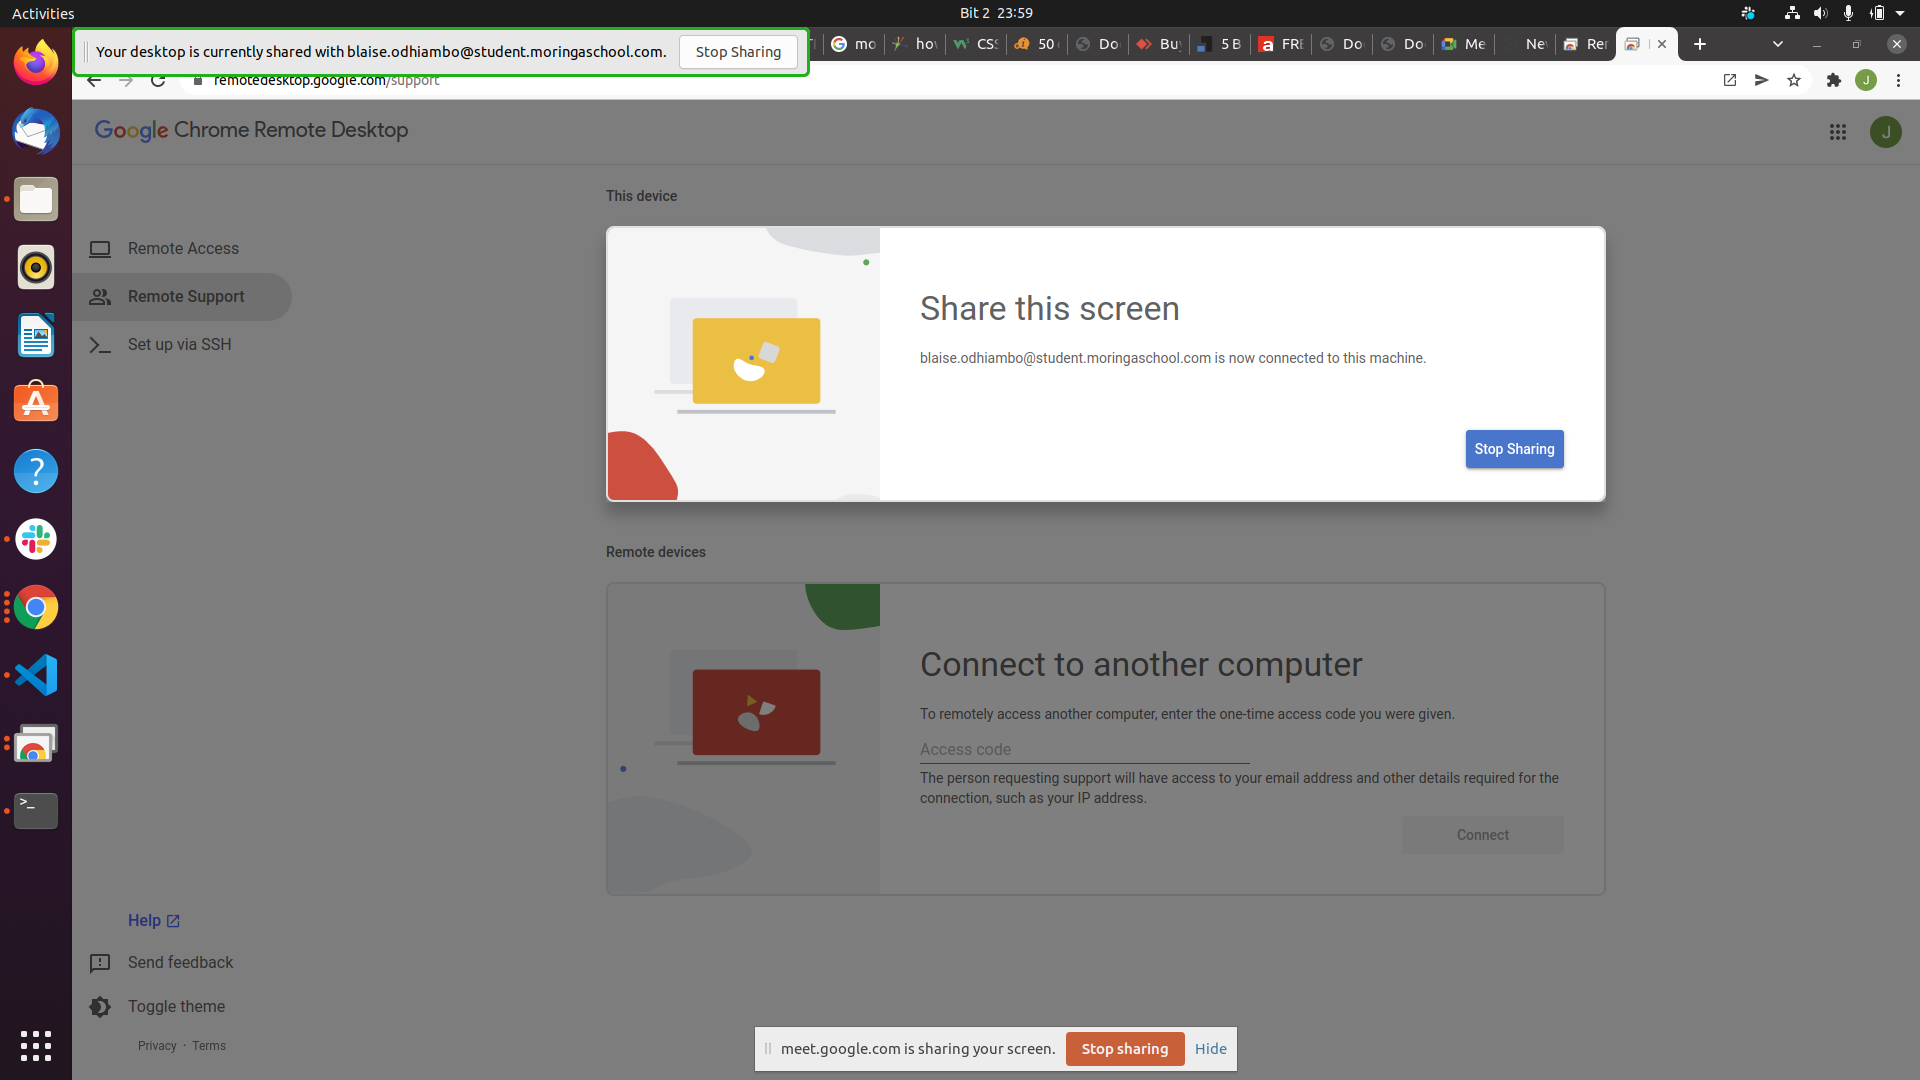 Activities
Bit 2 23:59
Your desktop is currently shared with blaise.odhiambo@student.moringaschool.com.
Stop Sharing
mo
hov
CSS
50
Do
Buy
5 B
FRE
Do
Do
Me
Ne
Rer
remotedesktop.google.com/support
J
Google Chrome Remote Desktop
J
Remote Access
Remote Support
Set up via SSH
This device
Share this screen
blaise.odhiambo@student.moringaschool.com is now connected to this machine.
Stop Sharing
Remote devices
Connect to another computer
To remotely access another computer, enter the one-time access code you were given.
Access code
The person requesting support will have access to your email address and other details required for the
connection, such as your IP address.
Connect
Help
Send feedback
Toggle theme
Privacy · Terms
meet.google.com is sharing your screen.
Stop sharing
Hide